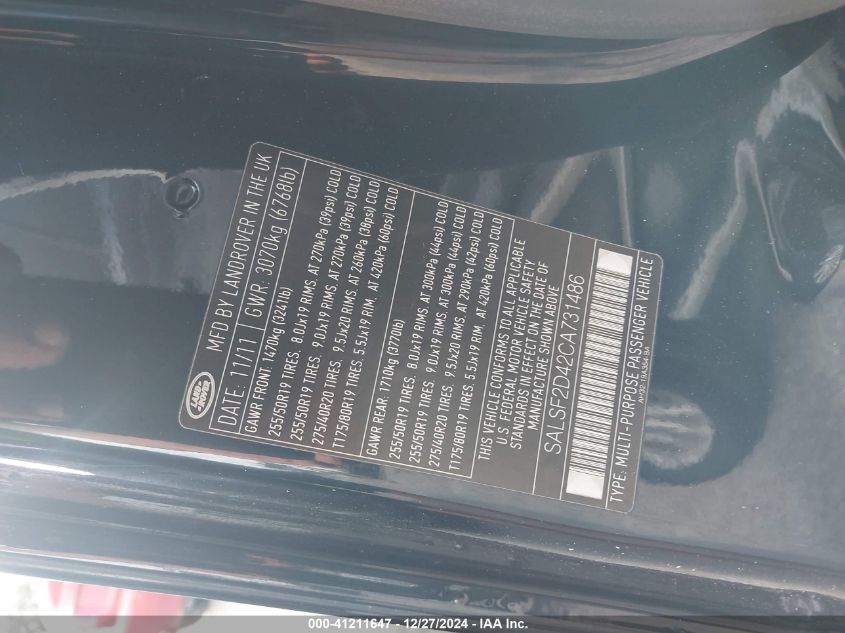 LAND
ROVER
MFD BY LANDROVER IN THE UK
DATE: 11/11 GWR: 3070kg (6768lb)
GAWR FRONT: 1470kg (3241lb)
255/50R19 TIRES, 8.0Jx19 RIMS, AT 270kPa (39psi) COLD
255/50R19 TIRES, 9.0Jx19 RIMS, AT 270kPa (39psi) COLD
275/40R20 TIRES, 9.5Jx20 RIMS, AT 260kPa (38psi) COLD
T175/80R19 TIRES, 5.5Jx19 RIM, AT 420kPa (60psi) COLD
GAWR REAR: 1710kg (3770lb)
255/50R19 TIRES, 8.0Jx19 RIMS, AT 300kPa (44psi) COLD
255/50R19 TIRES, 9.0Jx19 RIMS, AT 300kPa (44psi) COLD
275/40R20 TIRES, 9.5Jx20 RIMS, AT 290kPa (42psi) COLD
T175/80R19 TIRES, 5.5Jx19 RIM, AT 420kPa (60psi) COLD
THIS VEHICLE CONFORMS TO ALL APPLICABLE
U.S. FEDERAL MOTOR VEHICLE SAFETY
STANDARDS IN EFFECT ON THE DATE OF
MANUFACTURE SHOWN ABOVE
SALSF2D42CA731486
TYPE: MULTI-PURPOSE PASSENGER VEHICLE
000-41211647 - 12/27/2024 - IAA Inc.